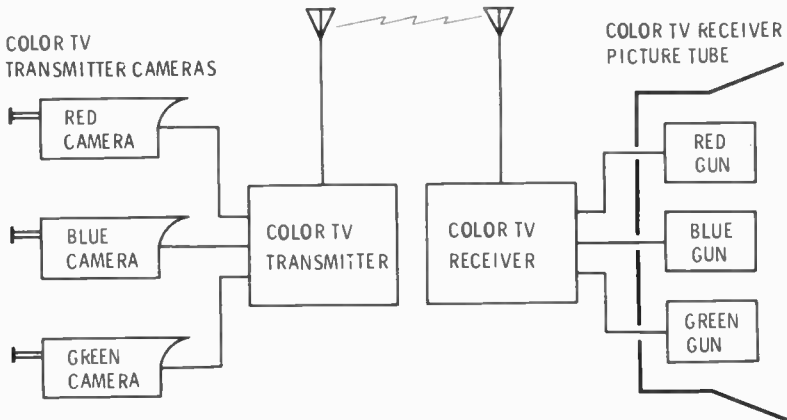 COLOR TV
TRANSMITTER CAMERAS
RED
CAMERA
BLUE
CAMERA
GREEN
CAMERA
COLOR TV
TRANSMITTER
COLOR TV
RECEIVER
COLOR TV RECEIVER
PICTURE TUBE
RED
GUN
BLUE
GUN
GREEN
GUN